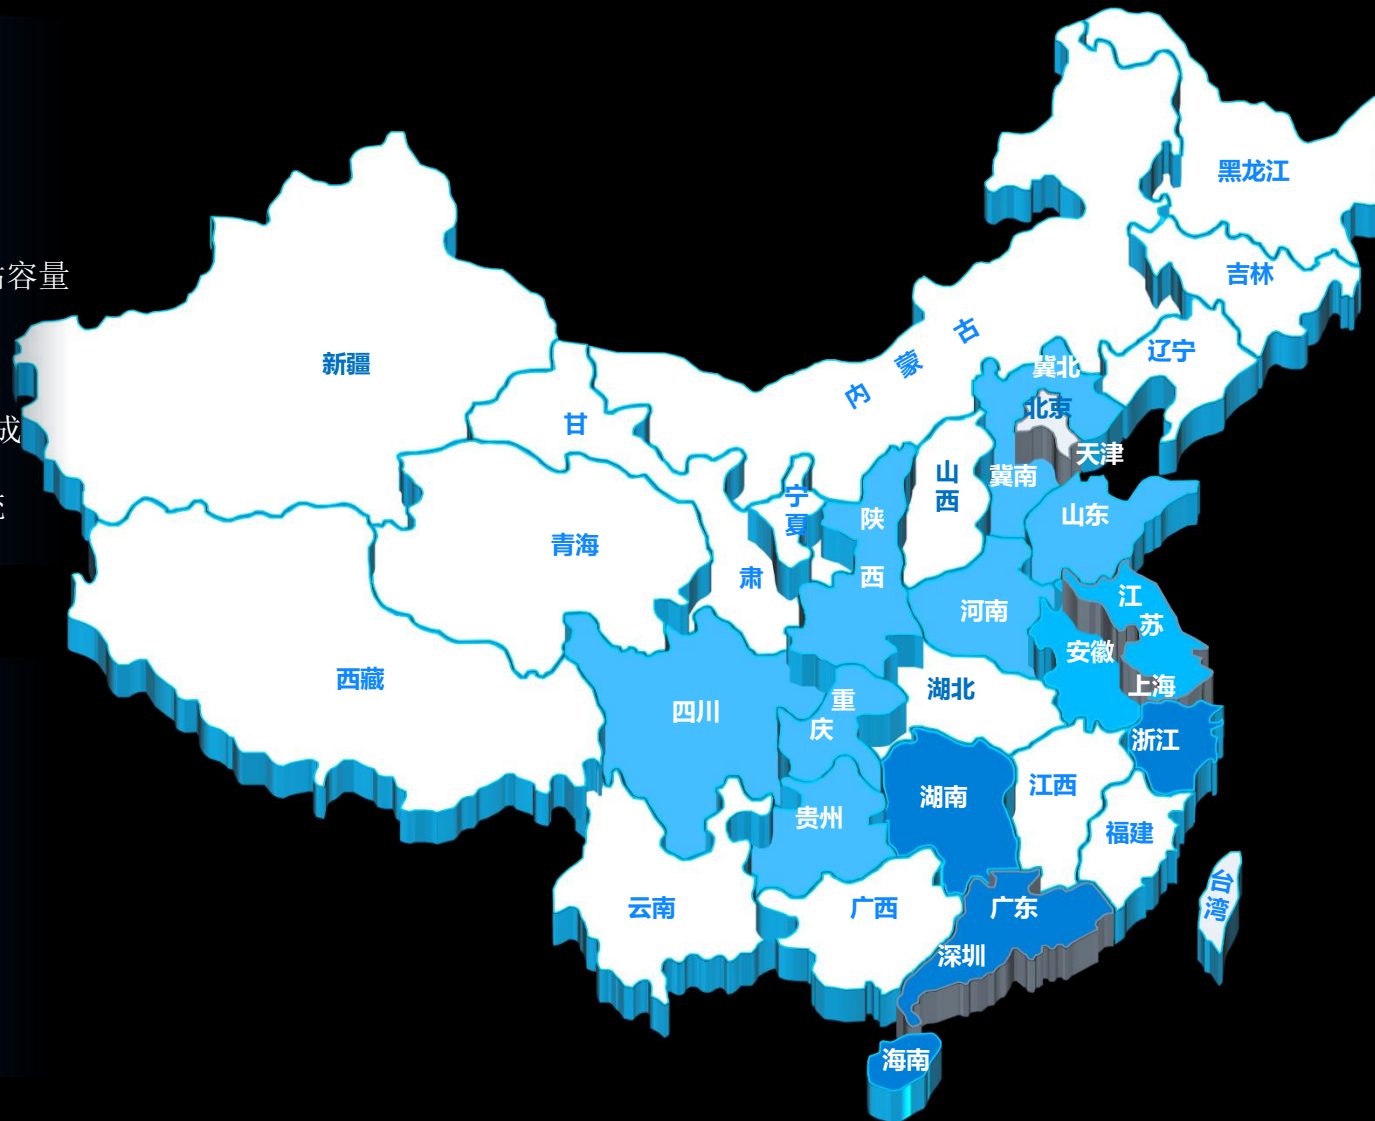 黑龙江
容量
吉林
内蒙古
辽宁
冀北
新疆
北京
甘
成
天津
山西
冀南
宁夏
陕西
山东
青海
肃
江苏
河南
安徽
西藏
湖北
上海
重庆
四川
浙江
江西
湖南
贵州
福建
云南
广西
广东
台湾
深圳
海南